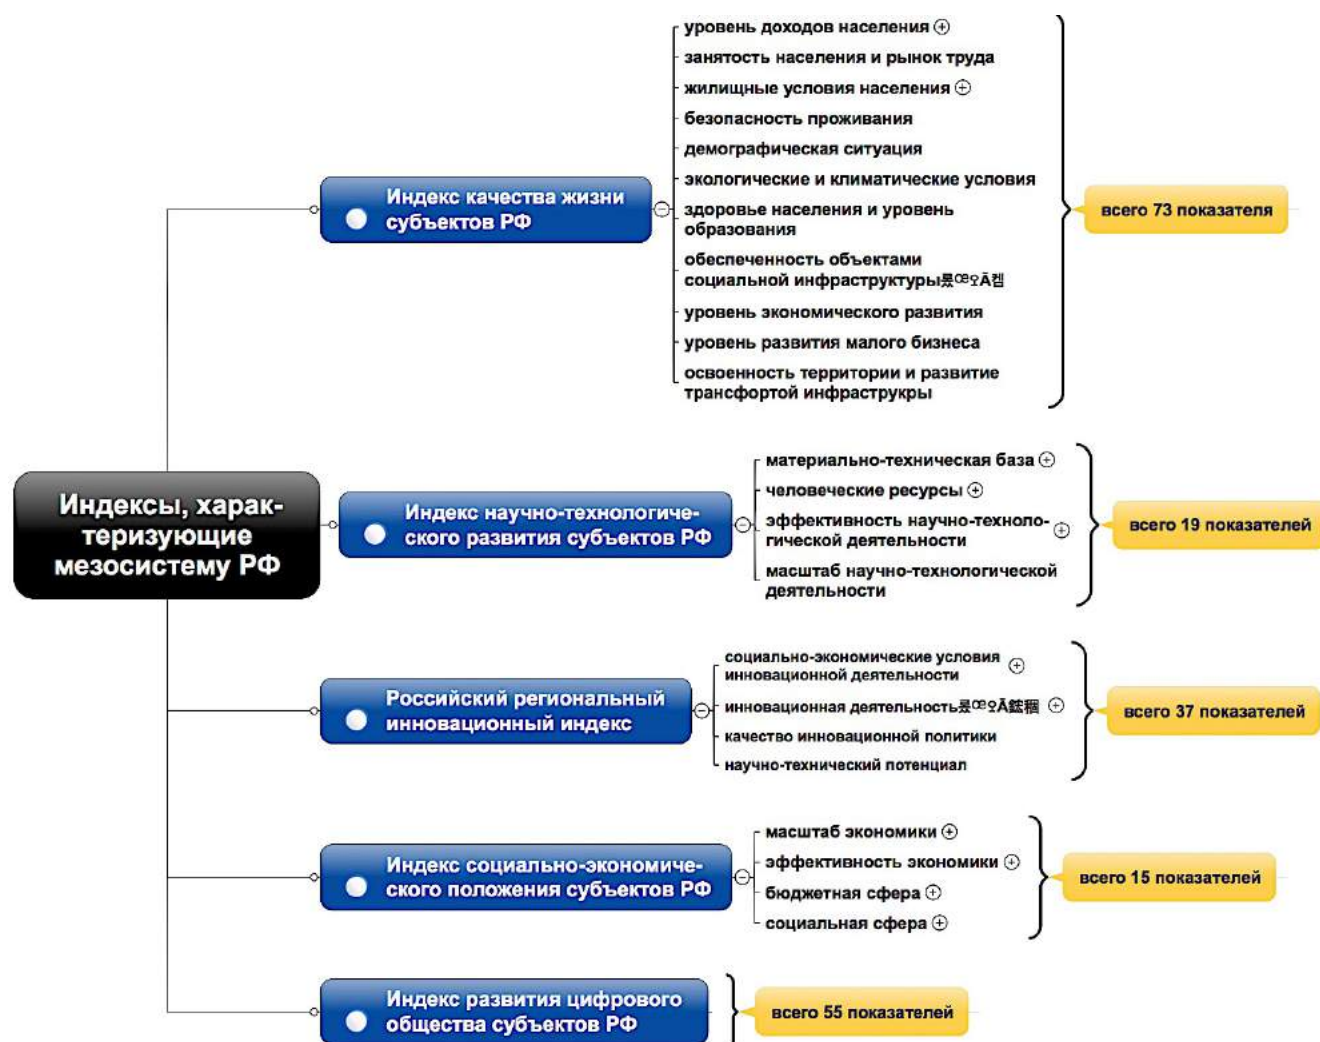 Индексы, харак-
теризующие
мезосистему РФ
Индекс качества жизни
субъектов РФ
уровень доходов населения
занятость населения и рынок труда
жилищные условия населения
безопасность проживания
демографическая ситуация
экологические и климатические условия
здоровье населения и уровень
образования
обеспеченность объектами
социальной инфраструктуры
уровень экономического развития
уровень развития малого бизнеса
освоенность территории и развитие
трансфортой инфраструкры
всего 73 показателя
Индекс научно-технологиче-
ского развития субъектов РФ
материально-техническая база
человеческие ресурсы
эффективность научно-техноло-
гической деятельности
масштаб научно-технологической
деятельности
всего 19 показателей
Российский региональный
инновационный индекс
социально-экономические условия
инновационной деятельности
инновационная деятельность
качество инновационной политики
научно-технический потенциал
всего 37 показателей
Индекс социально-экономиче-
ского положения субъектов РФ
масштаб экономики
эффективность экономики
бюджетная сфера
социальная сфера
всего 15 показателей
Индекс развития цифрового
общества субъектов РФ
всего 55 показателей